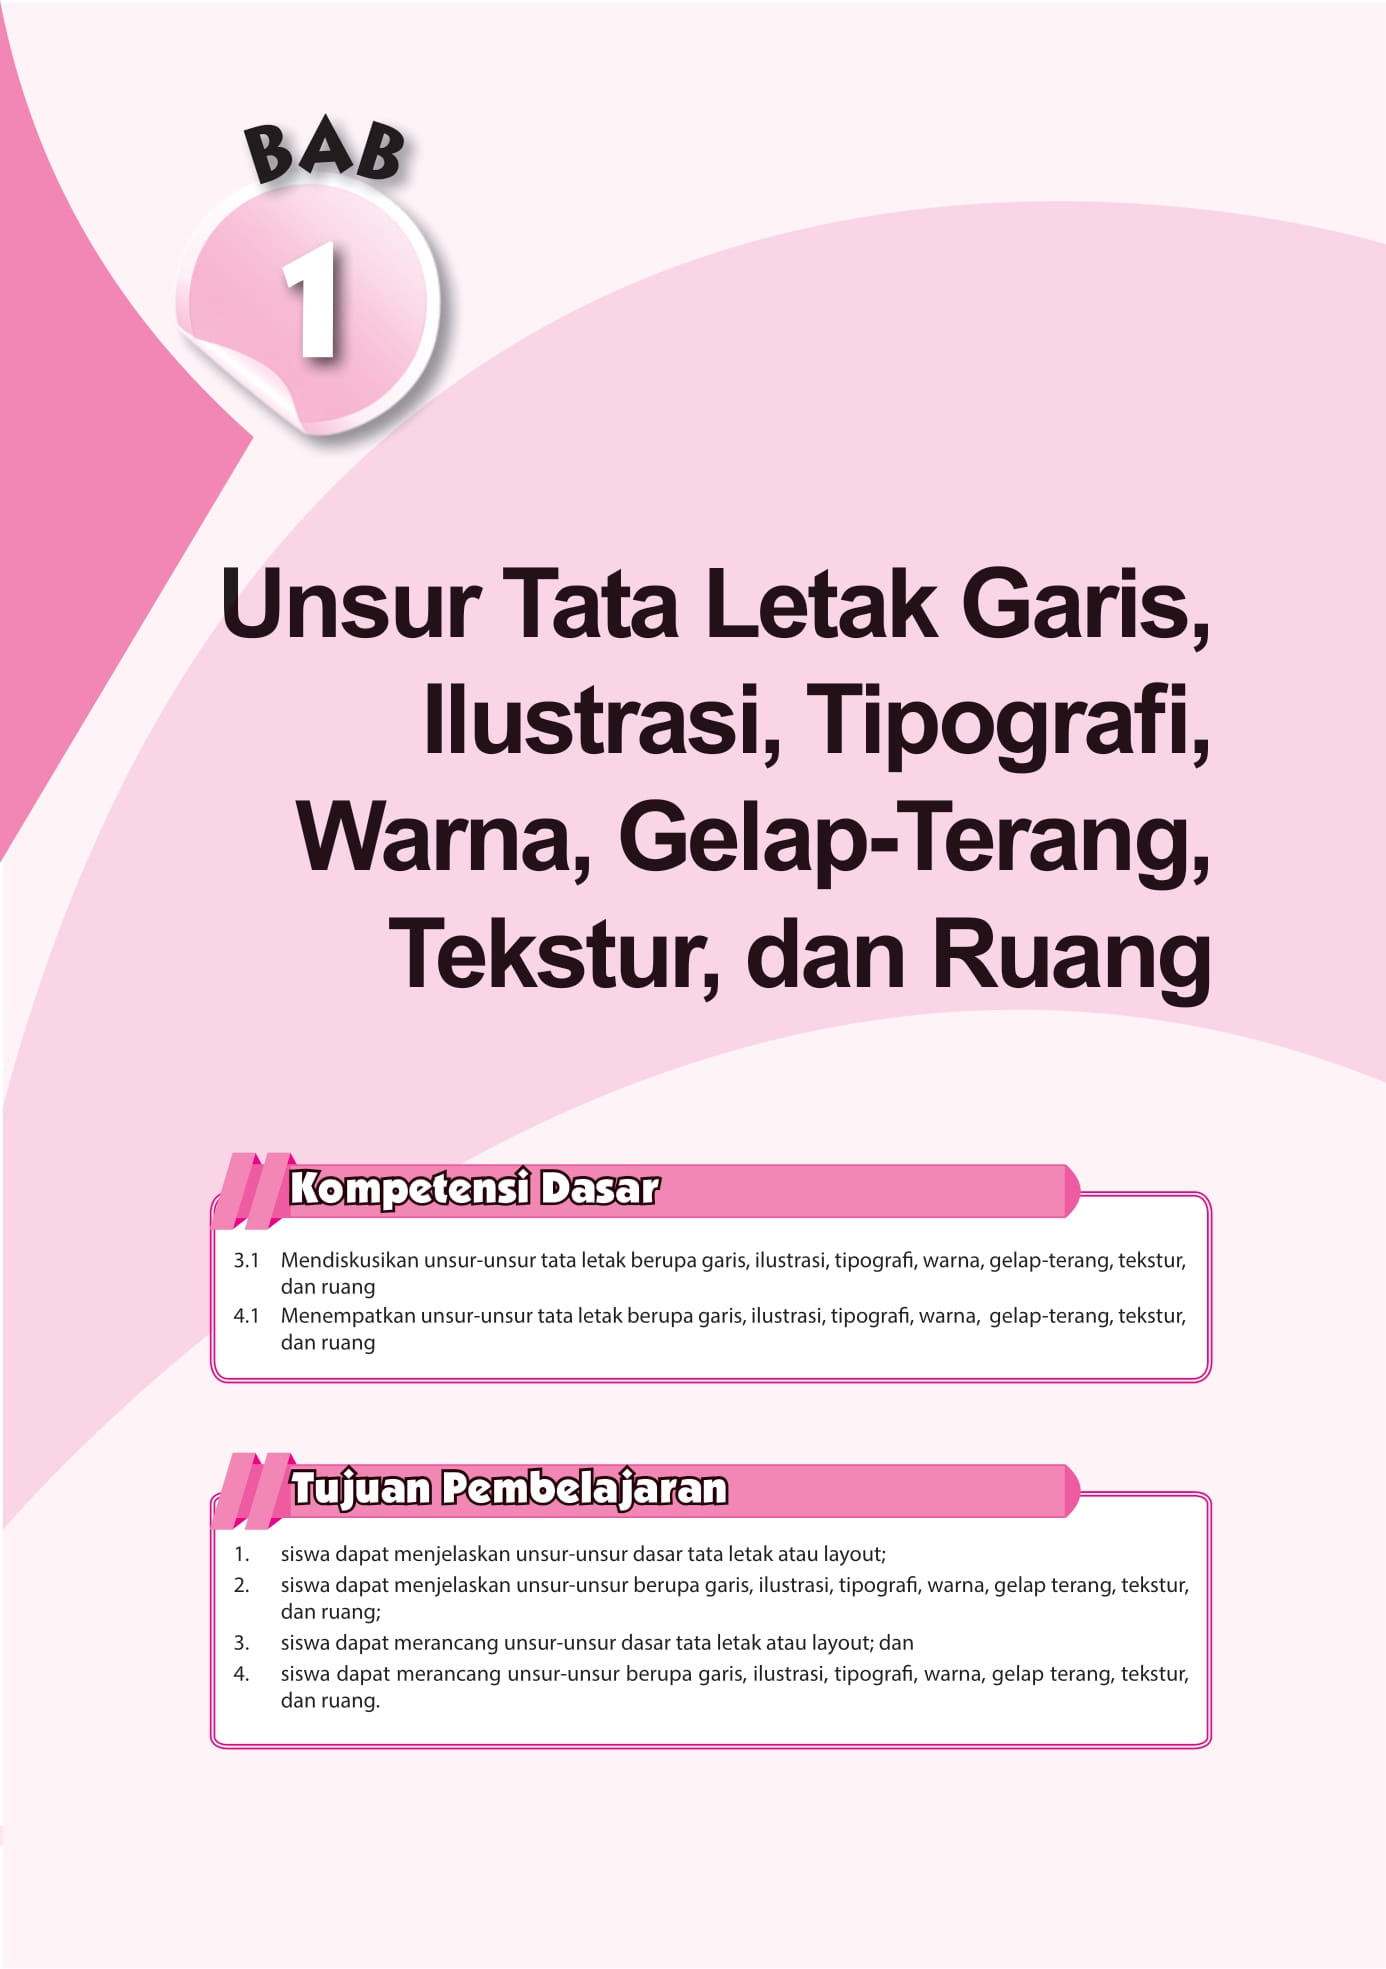 BAB
1
Unsur Tata Letak Garis,
Ilustrasi, Tipografi,
Warna, Gelap-Terang,
Tekstur, dan Ruang
Kompetensi Dasar
3.1 Mendiskusikan unsur-unsur tata letak berupa garis, ilustrasi, tipografi, warna, gelap-terang, tekstur,
dan ruang
4.1 Menempatkan unsur-unsur tata letak berupa garis, ilustrasi, tipografi, warna, gelap-terang, tekstur,
dan ruang
Tujuan Pembelajaran
1. siswa dapat menjelaskan unsur-unsur dasar tata letak atau layout;
2. siswa dapat menjelaskan unsur-unsur berupa garis, ilustrasi, tipografi, warna, gelap terang, tekstur,
dan ruang;
3. siswa dapat merancang unsur-unsur dasar tata letak atau layout; dan
4. siswa dapat merancang unsur-unsur berupa garis, ilustrasi, tipografi, warna, gelap terang, tekstur,
dan ruang.